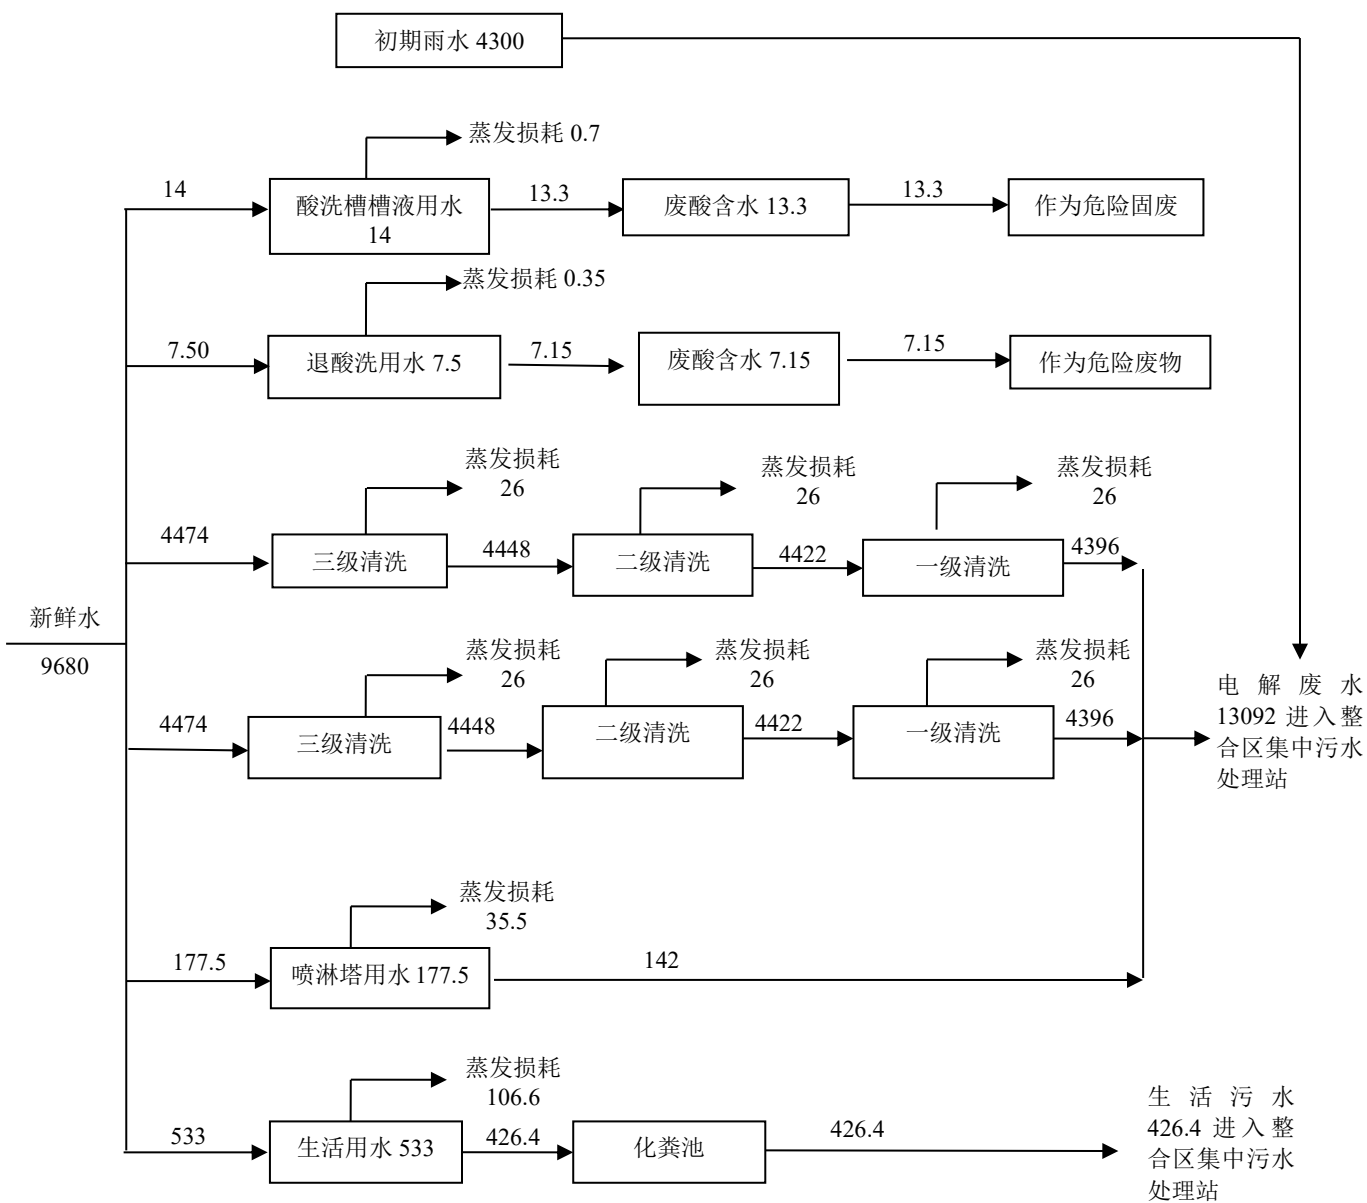 初期雨水 4300
蒸发损耗 0.7
14
酸洗槽槽液用水
14
13.3
废酸含水 13.3
13.3
作为危险固废
蒸发损耗 0.35
7.50
退酸洗用水 7.5
7.15
废酸含水 7.15
7.15
作为危险废物
蒸发损耗
26
蒸发损耗
26
蒸发损耗
26
4474
三级清洗
4448
二级清洗
4422
一级清洗
4396
新鲜水
9680
蒸发损耗
26
蒸发损耗
26
蒸发损耗
26
4474
三级清洗
4448
二级清洗
4422
一级清洗
4396
电解废水
13092 进入整
合区集中污水
处理站
蒸发损耗
35.5
177.5
喷淋塔用水 177.5
142
蒸发损耗
106.6
533
生活用水 533
426.4
化粪池
426.4
生活污水
426.4 进入整
合区集中污水
处理站